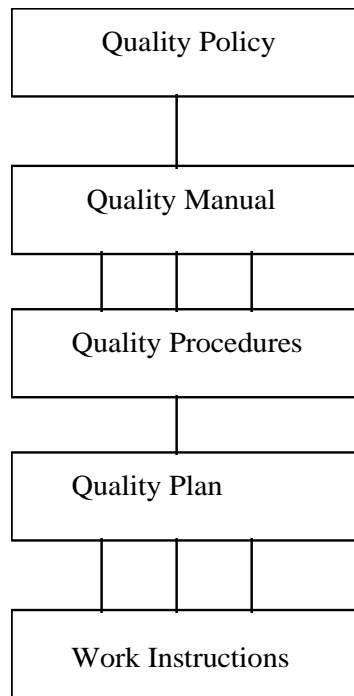 Quality Policy
Quality Manual
Quality Procedures
Quality Plan
Work Instructions